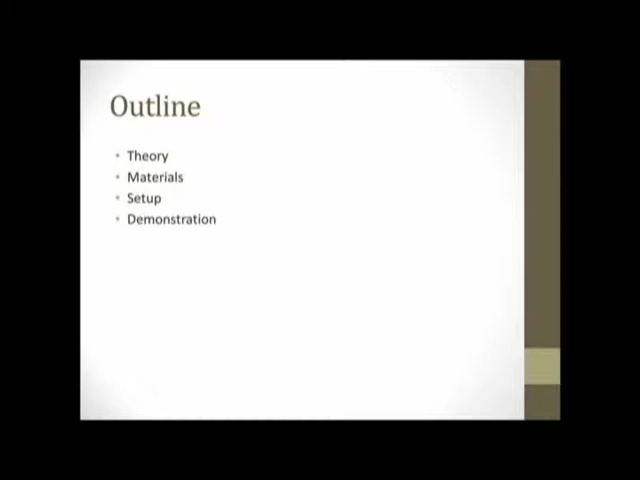 Outline
• Theory
• Materials
• Setup
• Demonstration